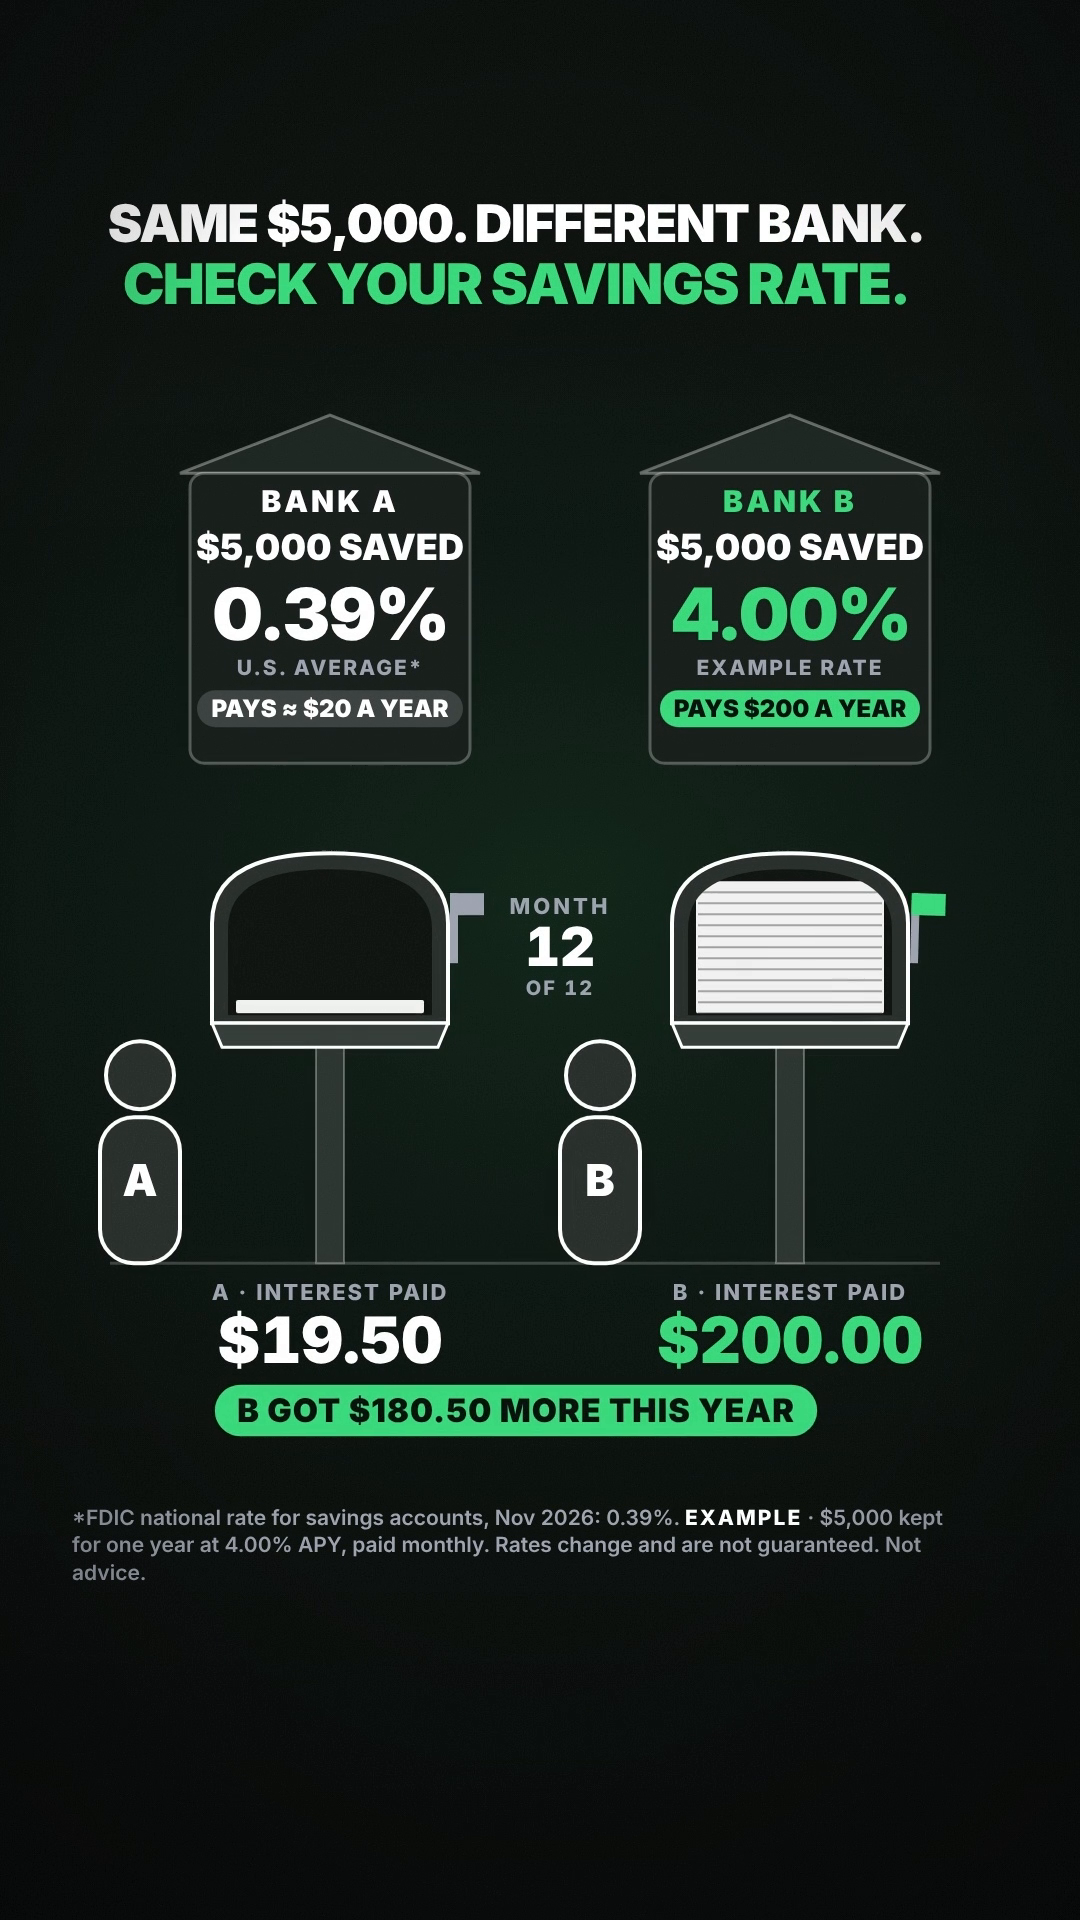 SAME $5,000. DIFFERENT BANK.
CHECK YOUR SAVINGS RATE.
BANK A
$5,000 SAVED
0.39%
U.S. AVERAGE*
PAYS ≈ $20 A YEAR
BANK B
$5,000 SAVED
4.00%
EXAMPLE RATE
PAYS $200 A YEAR
MONTH
12
OF 12
A
B
A · INTEREST PAID
$19.50
B · INTEREST PAID
$200.00
B GOT $180.50 MORE THIS YEAR
*FDIC national rate for savings accounts, Nov 2026: 0.39%. EXAMPLE · $5,000 kept
for one year at 4.00% APY, paid monthly. Rates change and are not guaranteed. Not
advice.